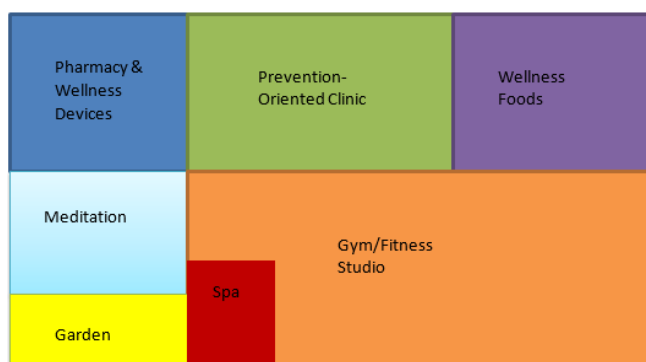 Pharmacy &
Wellness
Devices
Prevention-
Oriented Clinic
Wellness
Foods
Meditation
Gym/Fitness
Studio
Spa
Garden